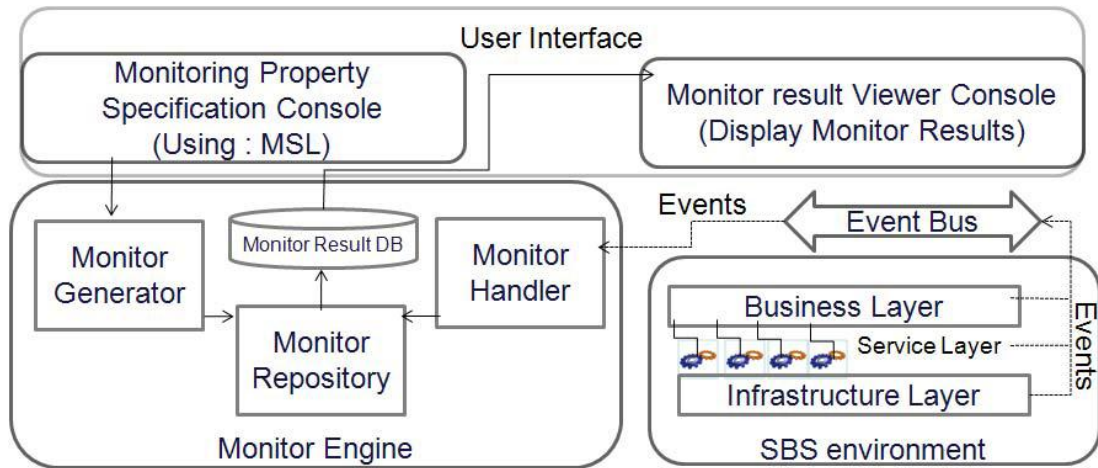 User Interface
Monitoring Property
Specification Console
(Using : MSL)
Monitor result Viewer Console
(Display Monitor Results)
Monitor
Generator
Monitor Result DB
Monitor
Handler
Monitor
Repository
Monitor Engine
Events
Event Bus
Business Layer
Service Layer
Infrastructure Layer
Events
SBS environment